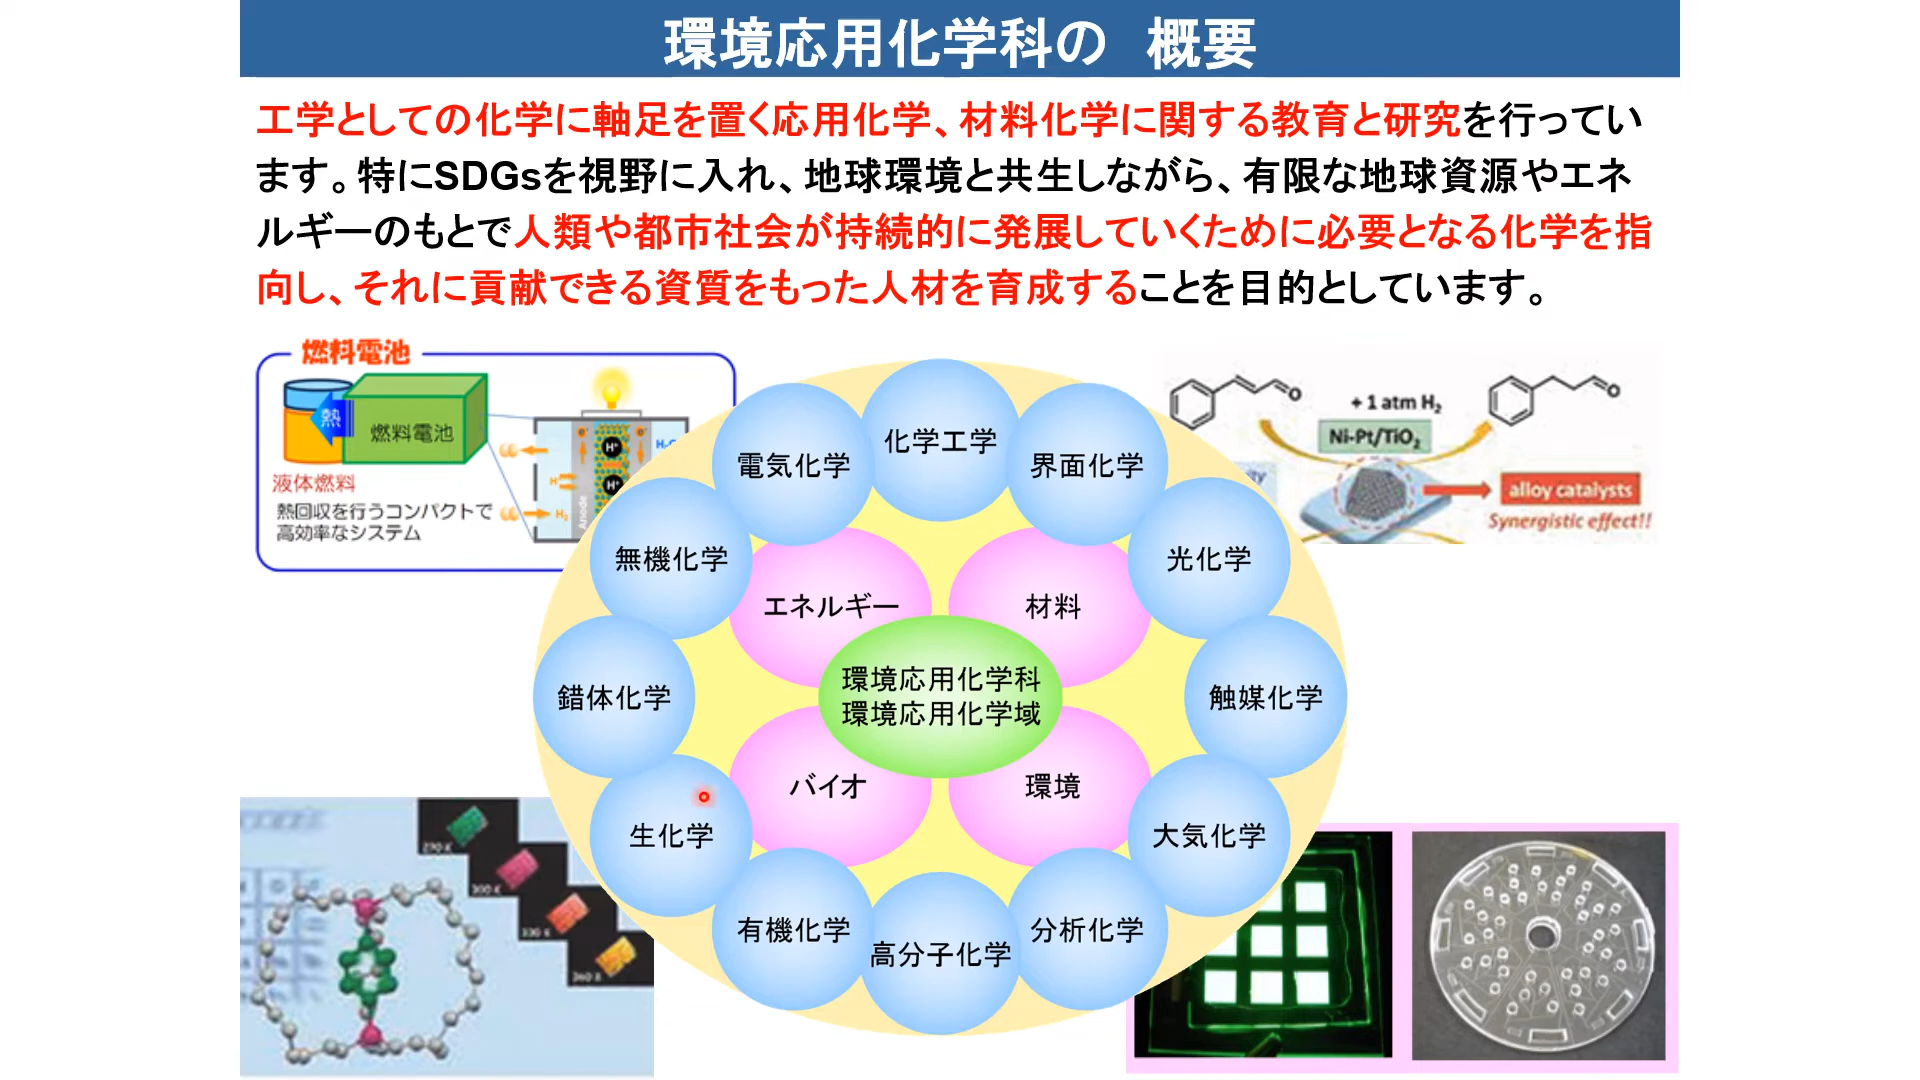 環境応用化学科の　概要
工学としての化学に軸足を置く応用化学、材料化学に関する教育と研究を行ってい
ます。特にSDGsを視野に入れ、地球環境と共生しながら、有限な地球資源やエネ
ルギーのもとで人類や都市社会が持続的に発展していくために必要となる化学を指
向し、それに貢献できる資質をもった人材を育成することを目的としています。
燃料電池
熱
燃料電池
液体燃料
熱回収を行うコンパクトで
高効率なシステム
e⁻
e⁻
H⁺
H⁺
H₂
Anode
+ 1 atm H₂
Ni-Pt/TiO₂
alloy catalysts
Synergistic effect!!
O
O
化学工学
電気化学
界面化学
無機化学
光化学
エネルギー
材料
環境応用化学科
環境応用化学域
錯体化学
触媒化学
バイオ
環境
生化学
大気化学
有機化学
分析化学
高分子化学
270 K
300 K
330 K
360 K